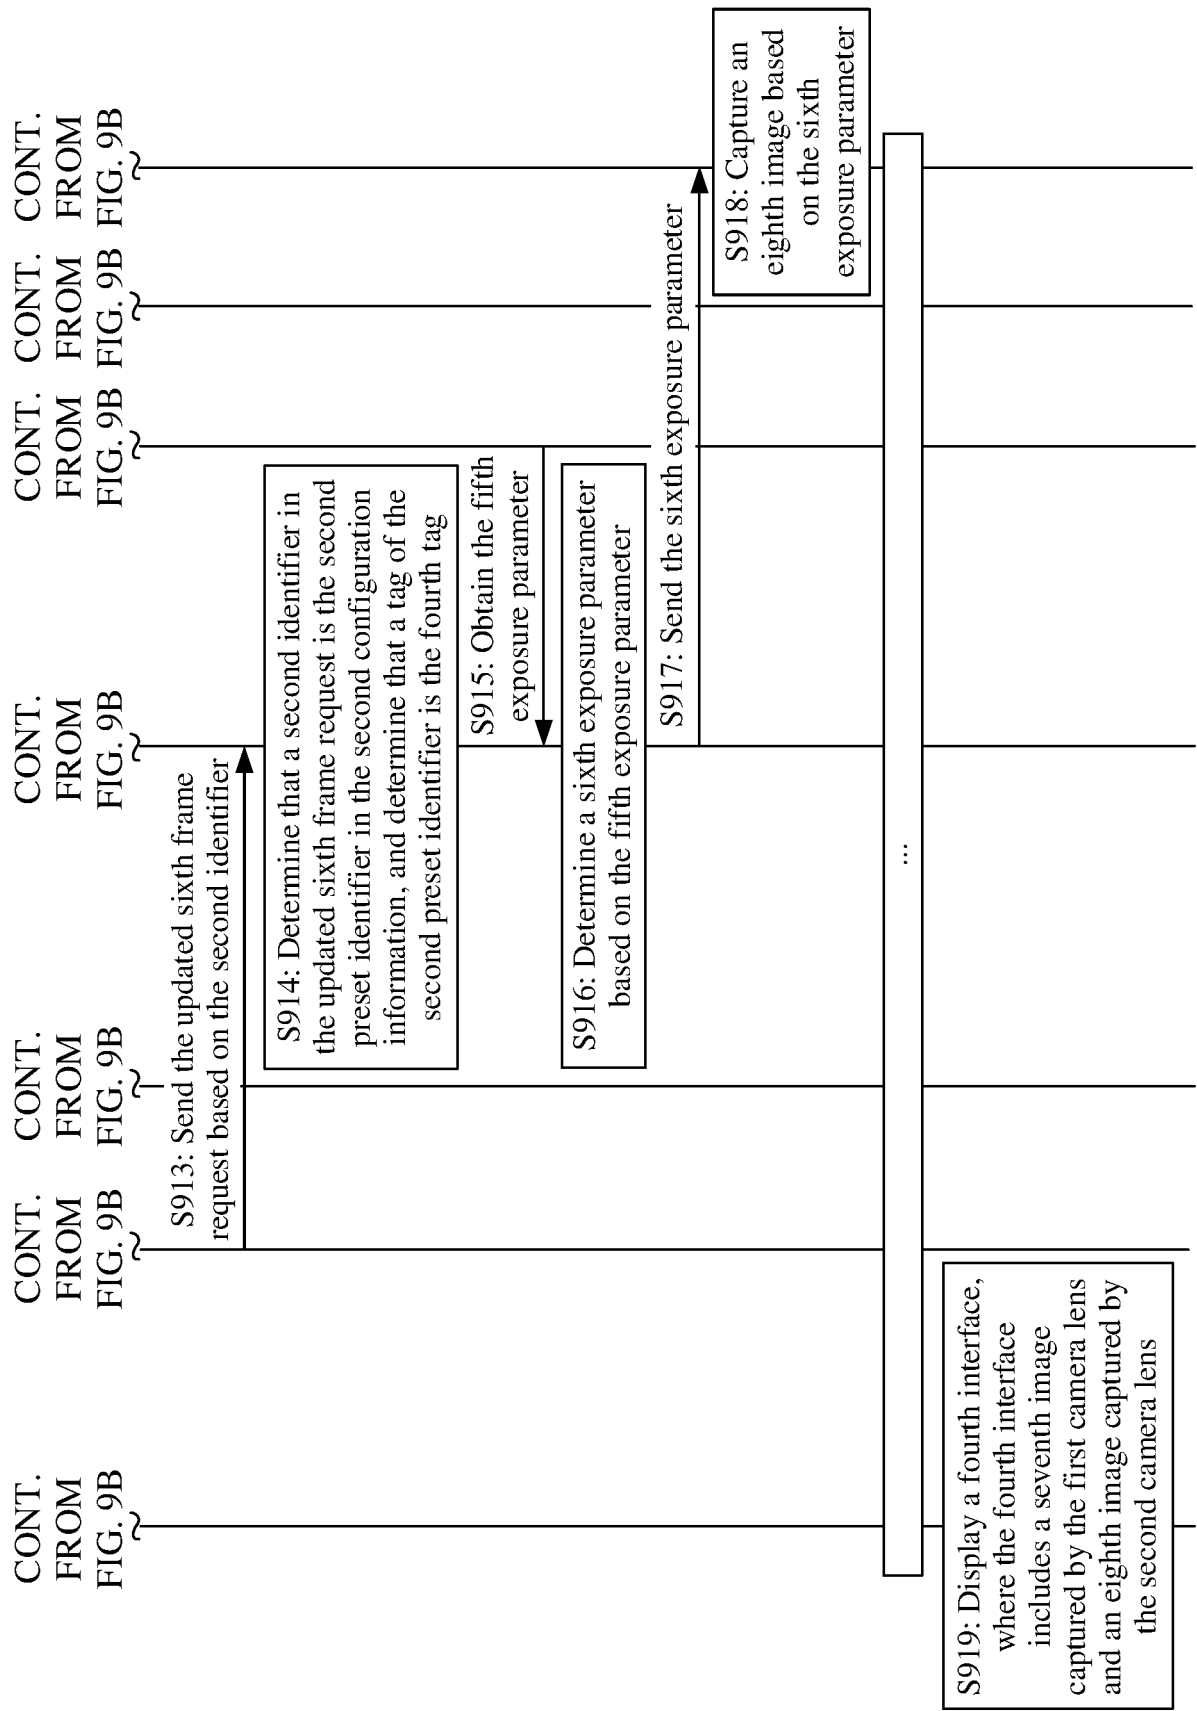 CONT.
FROM
FIG. 9B
CONT.
FROM
FIG. 9B
CONT.
FROM
FIG. 9B
CONT.
FROM
FIG. 9B
CONT.
FROM
FIG. 9B
CONT.
FROM
FIG. 9B
CONT.
FROM
FIG. 9B
S913: Send the updated sixth frame
request based on the second identifier
S914: Determine that a second identifier in
the updated sixth frame request is the second
preset identifier in the second configuration
information, and determine that a tag of the
second preset identifier is the fourth tag
S915: Obtain the fifth
exposure parameter
S916: Determine a sixth exposure parameter
based on the fifth exposure parameter
S917: Send the sixth exposure parameter
S918: Capture an
eighth image based
on the sixth
exposure parameter
...
S919: Display a fourth interface,
where the fourth interface
includes a seventh image
captured by the first camera lens
and an eighth image captured by
the second camera lens